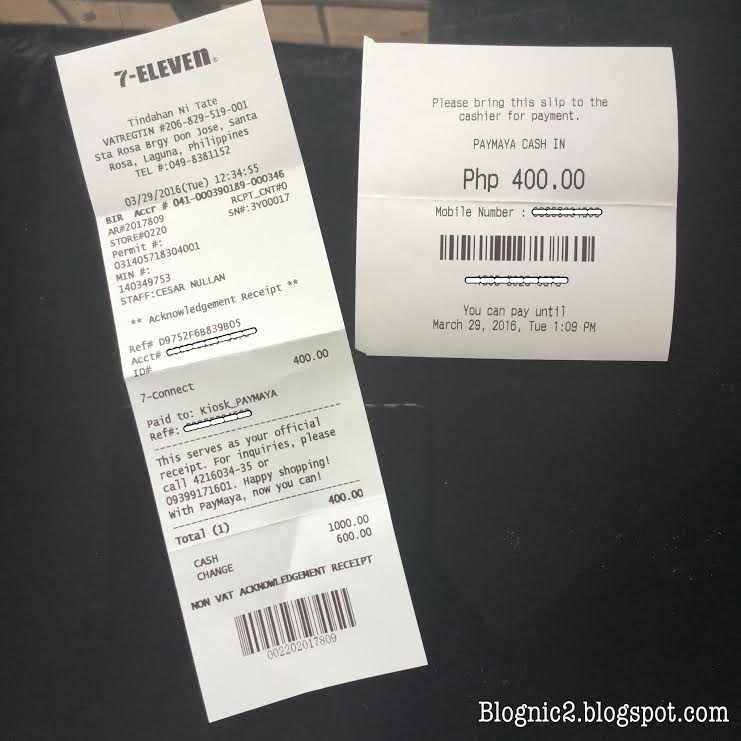 7-ELEVEn®
Tindahan Ni Tate
VATREGTIN #206-829-519-001
Sta Rosa Brgy Don Jose, Santa
Rosa, Laguna, Philippines
TEL #:049-8381152
03/29/2016(Tue) 12:34:55
BIR Accr # 041-000390189-000346
AR#2017809 RCPT_CNT#0
STORE#0220 SN#:3Y00017
Permit #:
031405718304001
MIN #:
140349753
STAFF:CESAR NULLAN
** Acknowledgement Receipt **
Ref# D9752F6B839B05
Acct#
ID# 400.00
7-Connect
Paid to: Kiosk_PAYMAYA
Ref#:
This serves as your official
receipt. For inquiries, please
call 4216034-35 or
09399171601. Happy shopping!
With PayMaya, now you can!
Total (1) 400.00
CASH 1000.00
CHANGE 600.00
NON VAT ACKNOWLEDGEMENT RECEIPT
002202017809
Please bring this slip to the
cashier for payment.
PAYMAYA CASH IN
Php 400.00
Mobile Number :
You can pay until
March 29, 2016, Tue 1:09 PM
Blognic2.blogspot.com